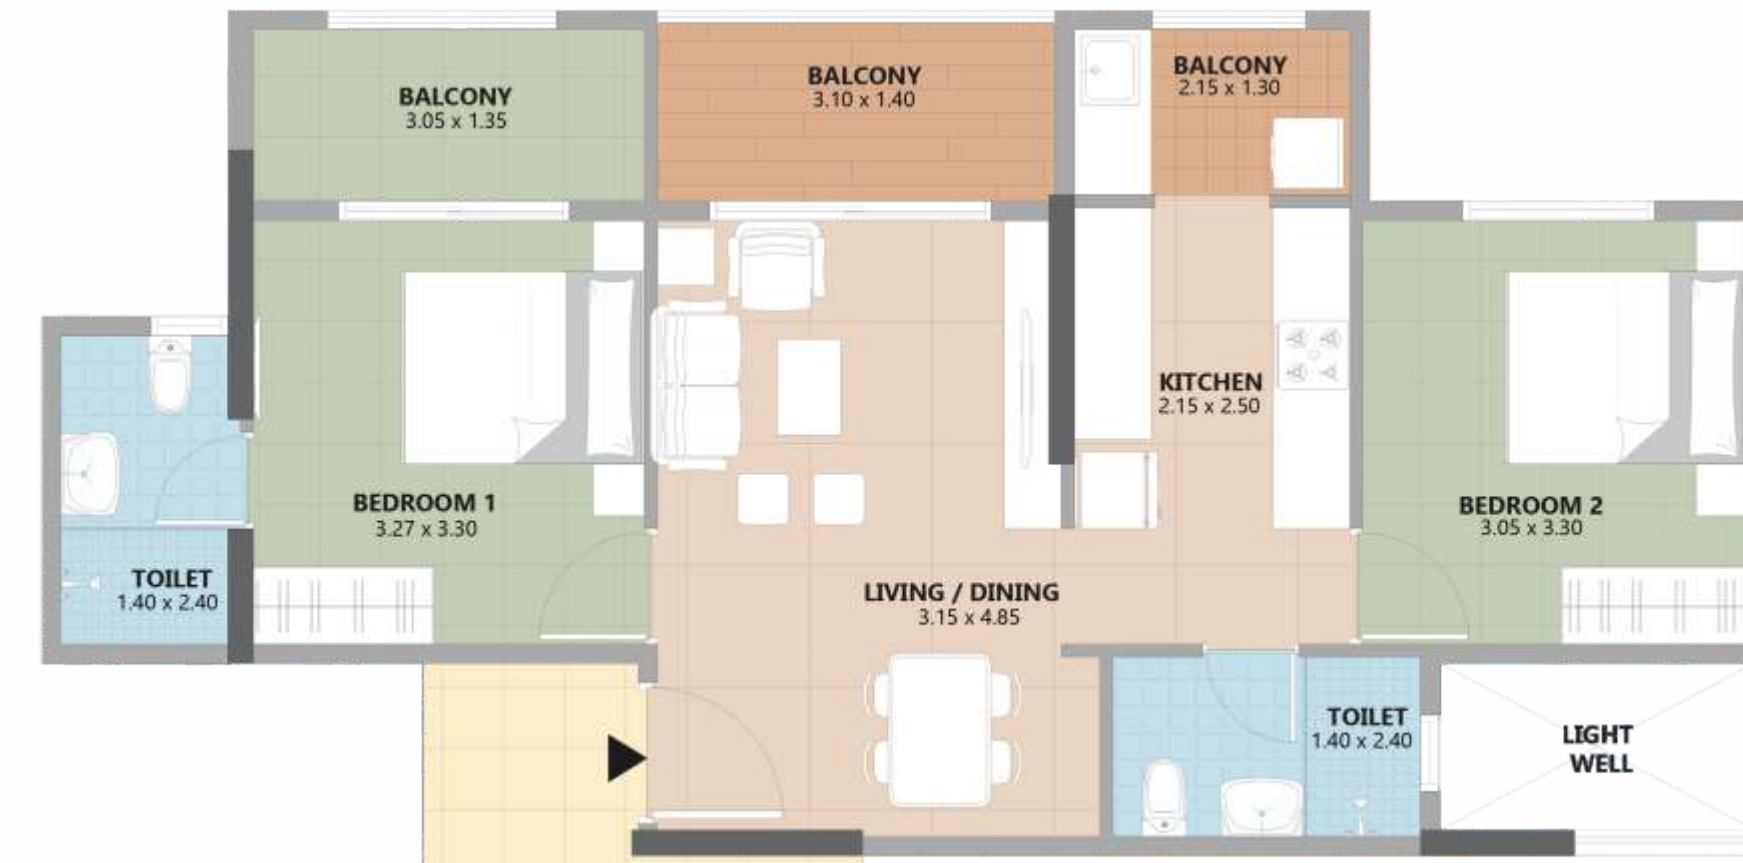 BALCONY
3.05 x 1.35
BALCONY
3.10 x 1.40
BALCONY
2.15 x 1.30
KITCHEN
2.15 x 2.50
BEDROOM 1
3.27 x 3.30
BEDROOM 2
3.05 x 3.30
TOILET
1.40 x 2.40
LIVING / DINING
3.15 x 4.85
TOILET
1.40 x 2.40
LIGHT
WELL